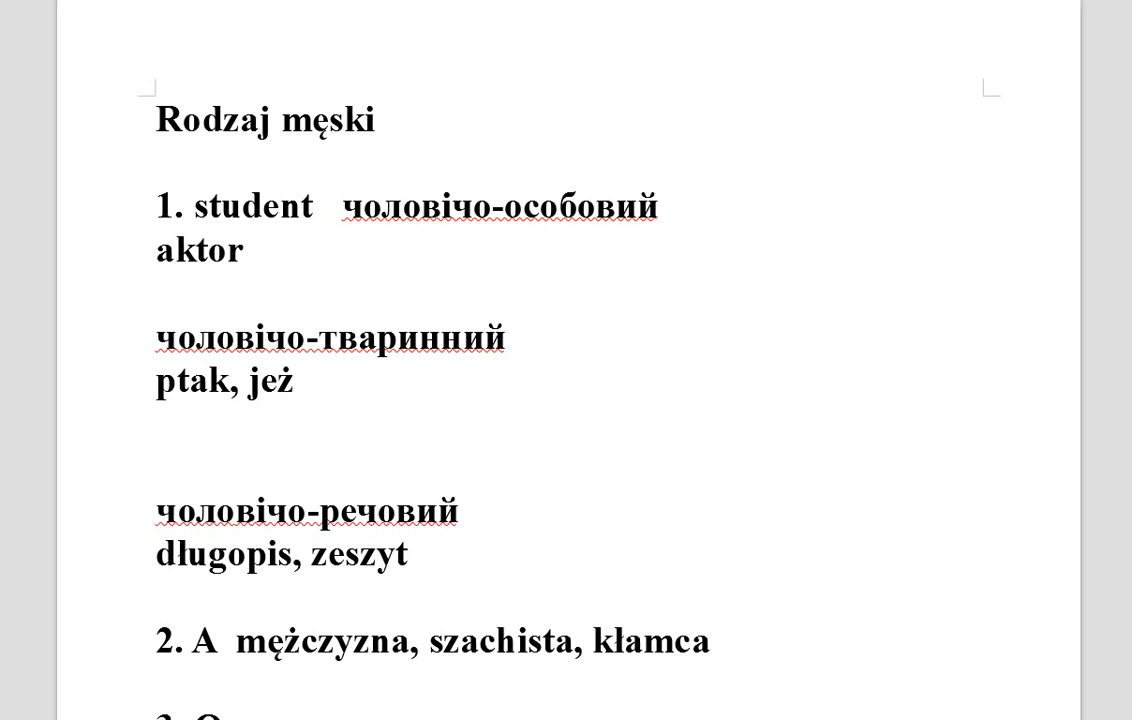 Rodzaj męski
1. student чоловічо-особовий
aktor
чоловічо-тваринний
ptak, jeż
чоловічо-речовий
długopis, zeszyt
2. A mężczyzna, szachista, kłamca
3. O